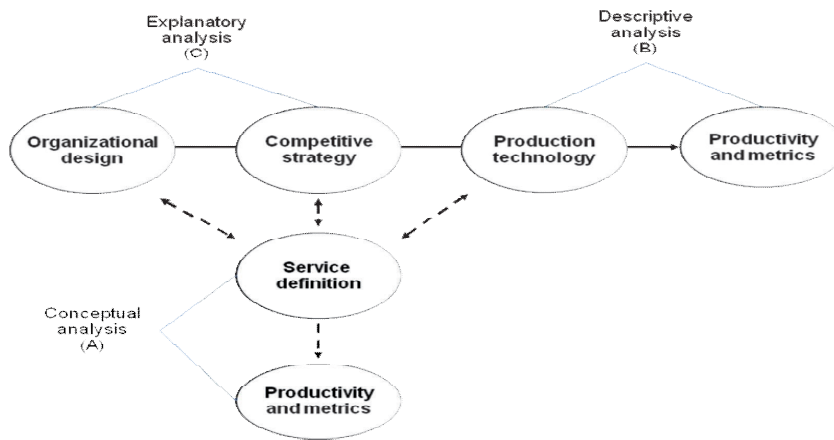 Explanatory
analysis
(C)
Descriptive
analysis
(B)
Organizational
design
Competitive
strategy
Production
technology
Productivity
and metrics
Service
definition
Conceptual
analysis
(A)
Productivity
and metrics